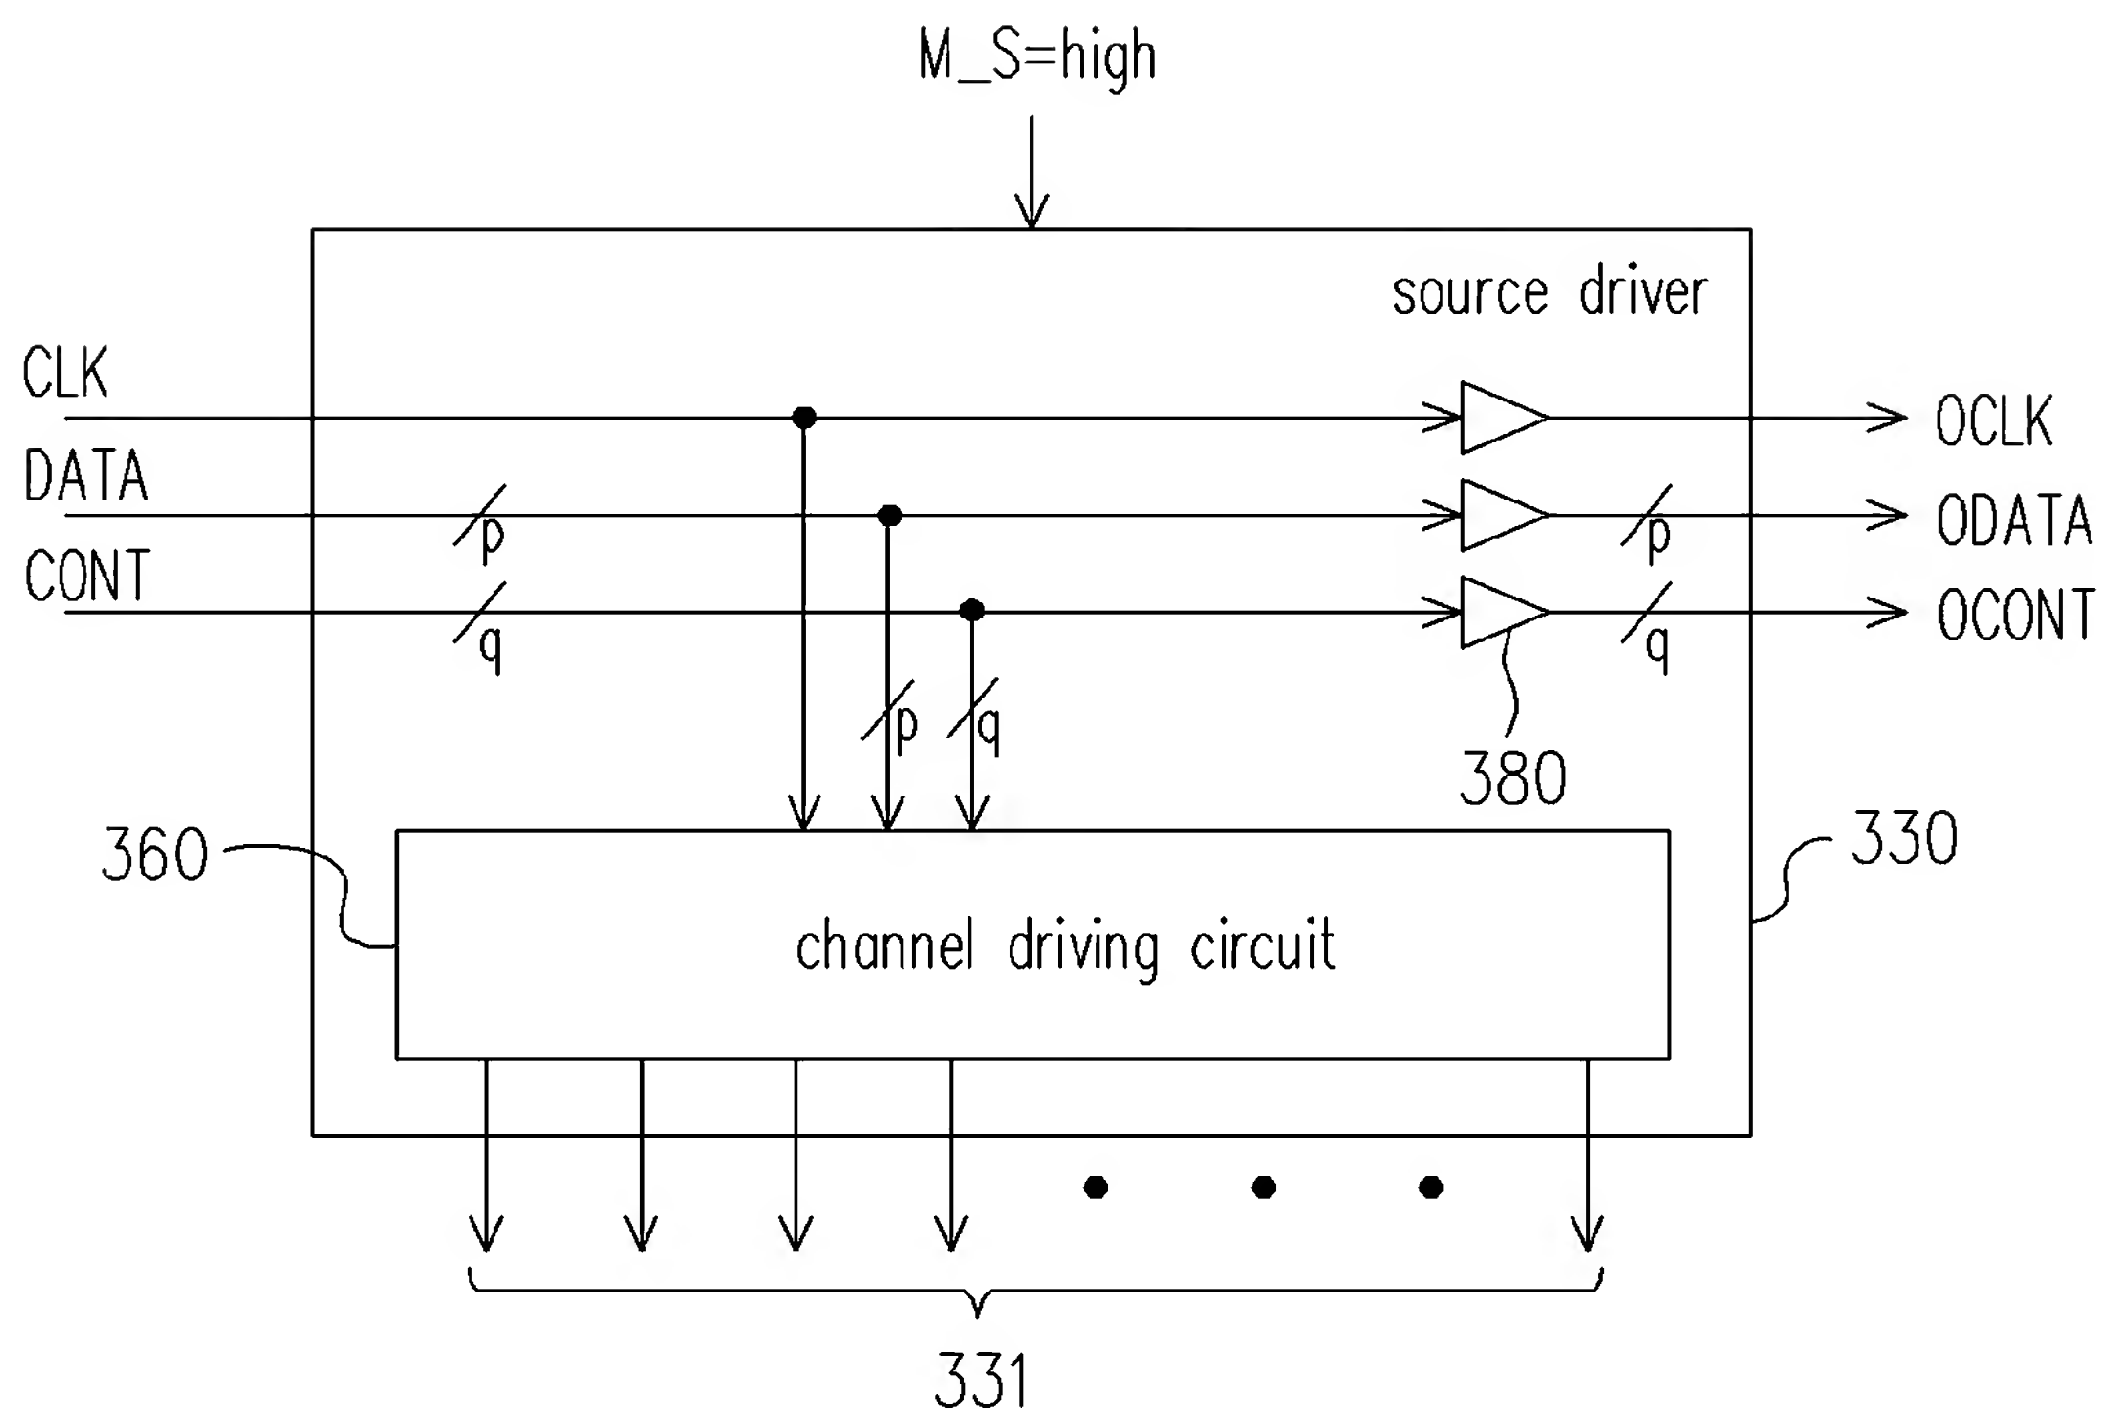 M_S=high
source driver
CLK
OCLK
DATA
p
p
ODATA
CONT
q
q
OCONT
p
q
380
360
330
channel driving circuit
331